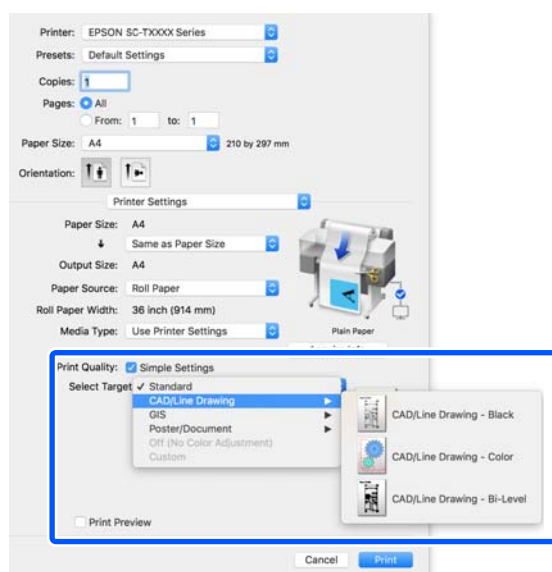 Printer: EPSON SC-TXXXX Series
Presets: Default Settings
Copies: 1
Pages: All
From: 1 to: 1
Paper Size: A4 210 by 297 mm
Orientation:
Printer Settings
Paper Size: A4
Same as Paper Size
Output Size: A4
Paper Source: Roll Paper
Roll Paper Width: 36 inch (914 mm)
Media Type: Use Printer Settings
Plain Paper
Print Quality: Simple Settings
Select Target ✓ Standard
CAD/Line Drawing
GIS
Poster/Document
Off (No Color Adjustment)
Custom
CAD/Line Drawing - Black
CAD/Line Drawing - Color
CAD/Line Drawing - Bi-Level
Print Preview
Cancel Print